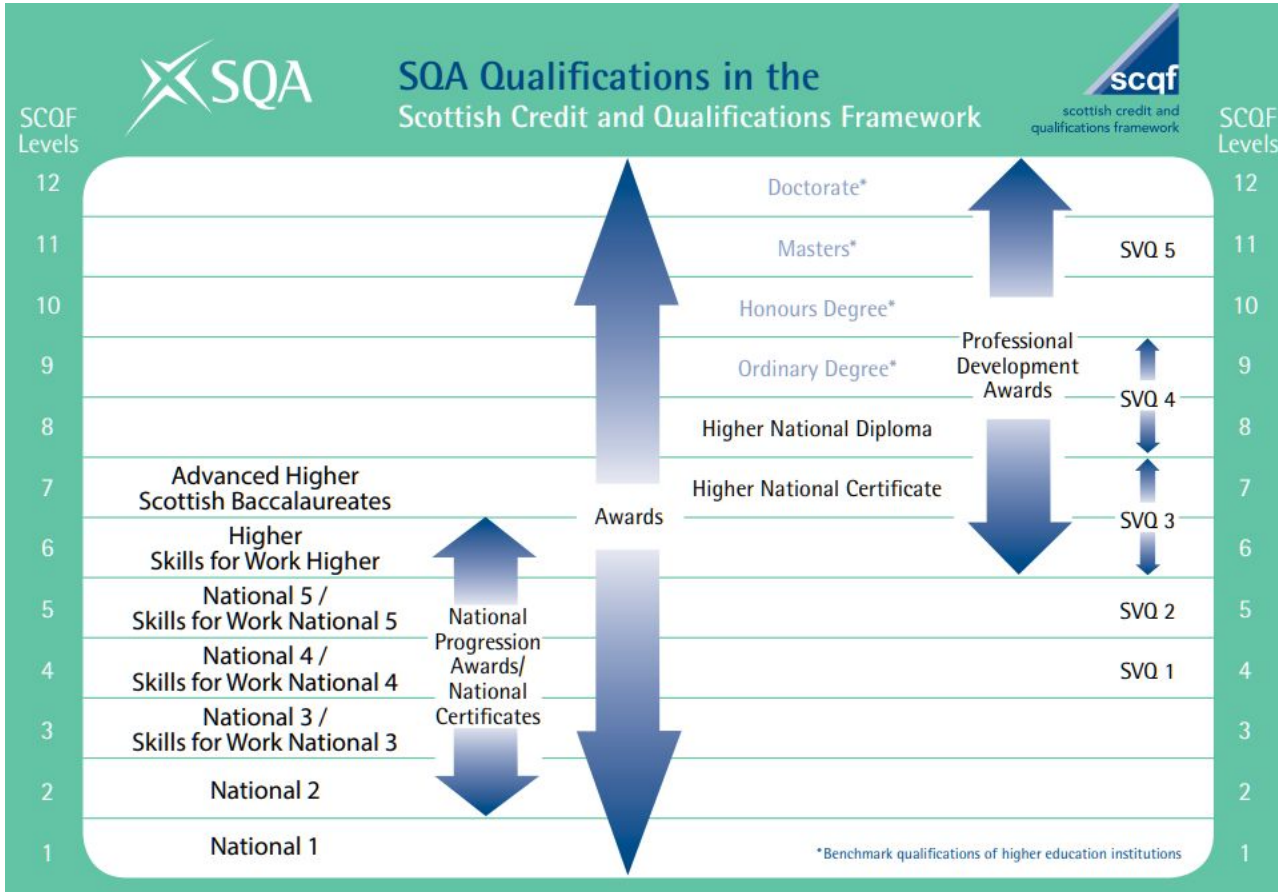 SQA
SQA Qualifications in the
Scottish Credit and Qualifications Framework
scqf
scottish credit and
qualifications framework
SCQF
Levels
SCQF
Levels
12
Doctorate*
12
11
Masters*
SVQ 5
11
10
Honours Degree*
10
9
Ordinary Degree*
Professional
Development
Awards
9
SVQ 4
8
Higher National Diploma
8
7
Advanced Higher
Scottish Baccalaureates
Higher National Certificate
7
Awards
SVQ 3
6
Higher
Skills for Work Higher
6
5
National 5 /
Skills for Work National 5
National
Progression
Awards/
National
Certificates
SVQ 2
5
4
National 4 /
Skills for Work National 4
SVQ 1
4
3
National 3 /
Skills for Work National 3
3
2
National 2
2
1
National 1
*Benchmark qualifications of higher education institutions
1